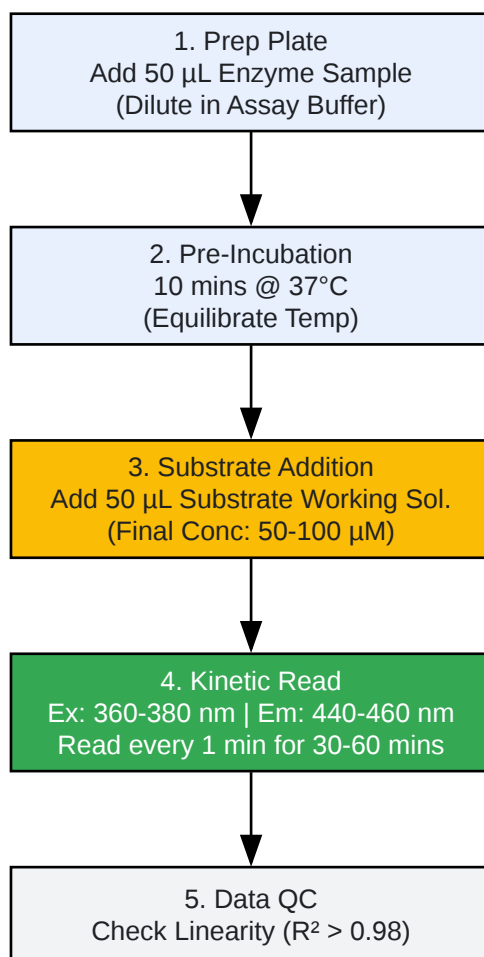 1. Prep Plate
Add 50 µL Enzyme Sample
(Dilute in Assay Buffer)
2. Pre-Incubation
10 mins @ 37°C
(Equilibrate Temp)
3. Substrate Addition
Add 50 µL Substrate Working Sol.
(Final Conc: 50-100 µM)
4. Kinetic Read
Ex: 360-380 nm | Em: 440-460 nm
Read every 1 min for 30-60 mins
5. Data QC
Check Linearity (R² > 0.98)